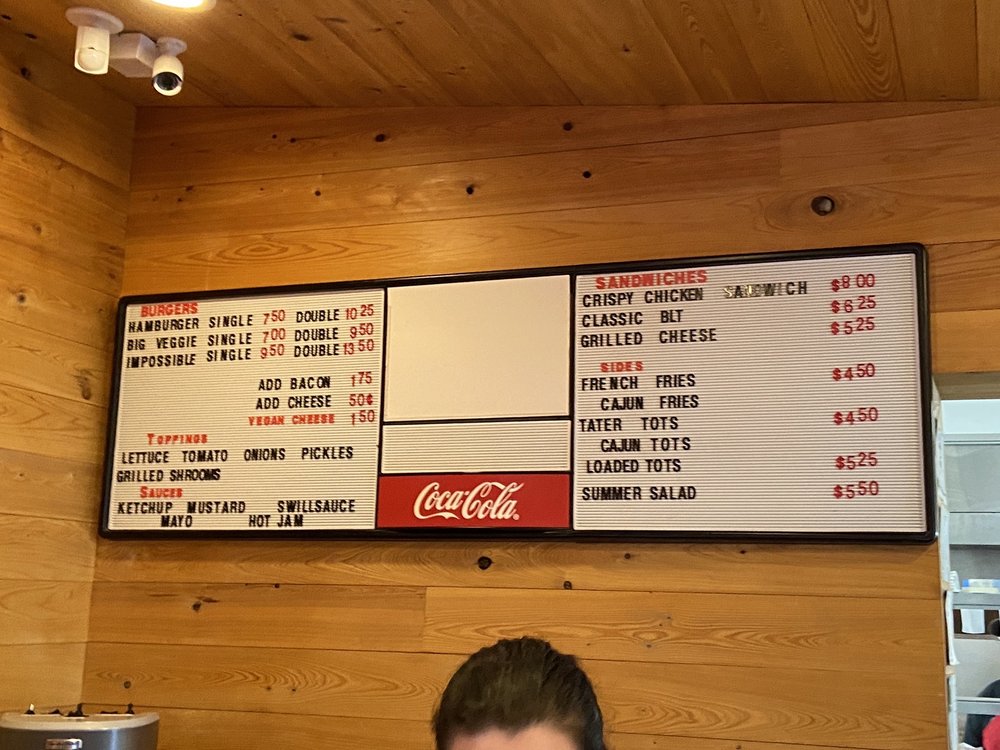 BURGERS
HAMBURGER SINGLE 750 DOUBLE 1025
BIG VEGGIE SINGLE 700 DOUBLE 950
IMPOSSIBLE SINGLE 950 DOUBLE 1350
ADD BACON 175
ADD CHEESE 50¢
VEGAN CHEESE 150
TOPPINGS
LETTUCE TOMATO ONIONS PICKLES
GRILLED SHROOMS
SAUCES
KETCHUP MUSTARD SWILLSAUCE
MAYO HOT JAM
Coca-Cola
SANDWICHES
CRISPY CHICKEN SANDWICH $8 00
CLASSIC BLT $625
GRILLED CHEESE $525
SIDES
FRENCH FRIES $450
CAJUN FRIES
TATER TOTS $450
CAJUN TOTS
LOADED TOTS $525
SUMMER SALAD $550